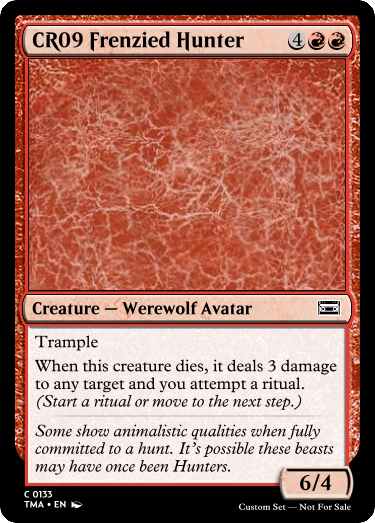 CR09 Frenzied Hunter 4
Creature — Werewolf Avatar
Trample
When this creature dies, it deals 3 damage
to any target and you attempt a ritual.
(Start a ritual or move to the next step.)
Some show animalistic qualities when fully
committed to a hunt. It's possible these beasts
may have once been Hunters.
6/4
C 0133
TMA • EN
Custom Set — Not For Sale